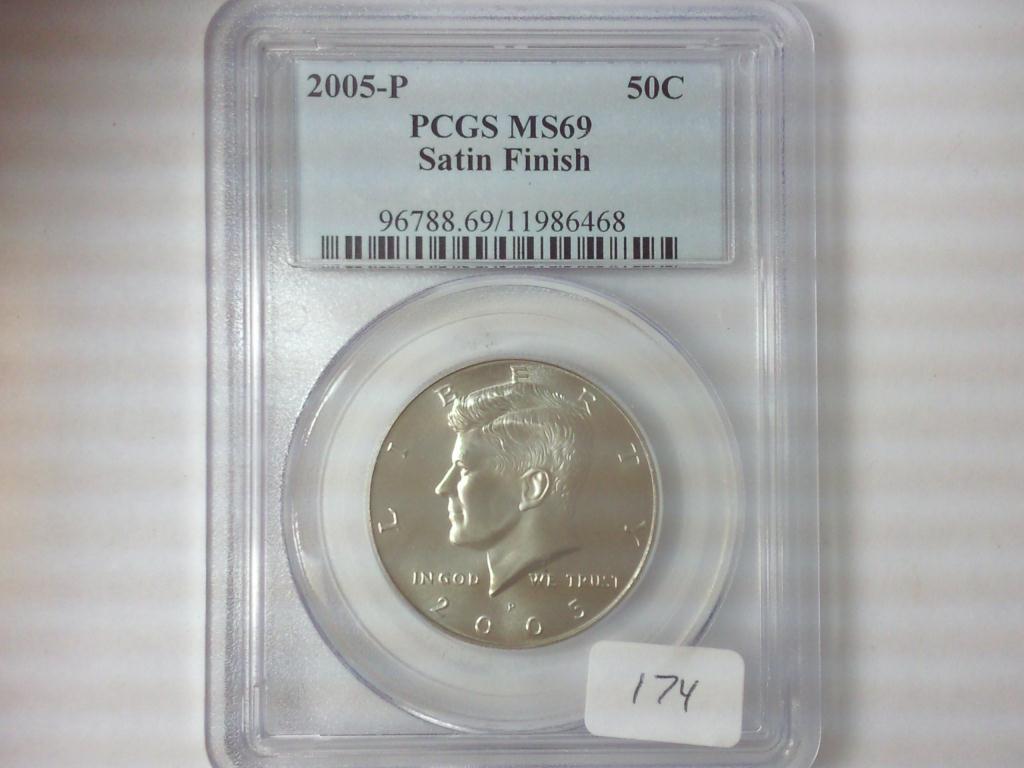 2005-P 50C
PCGS MS69
Satin Finish
96788.69/11986468
LIBERTY
IN GOD WE TRUST
P
2005
174